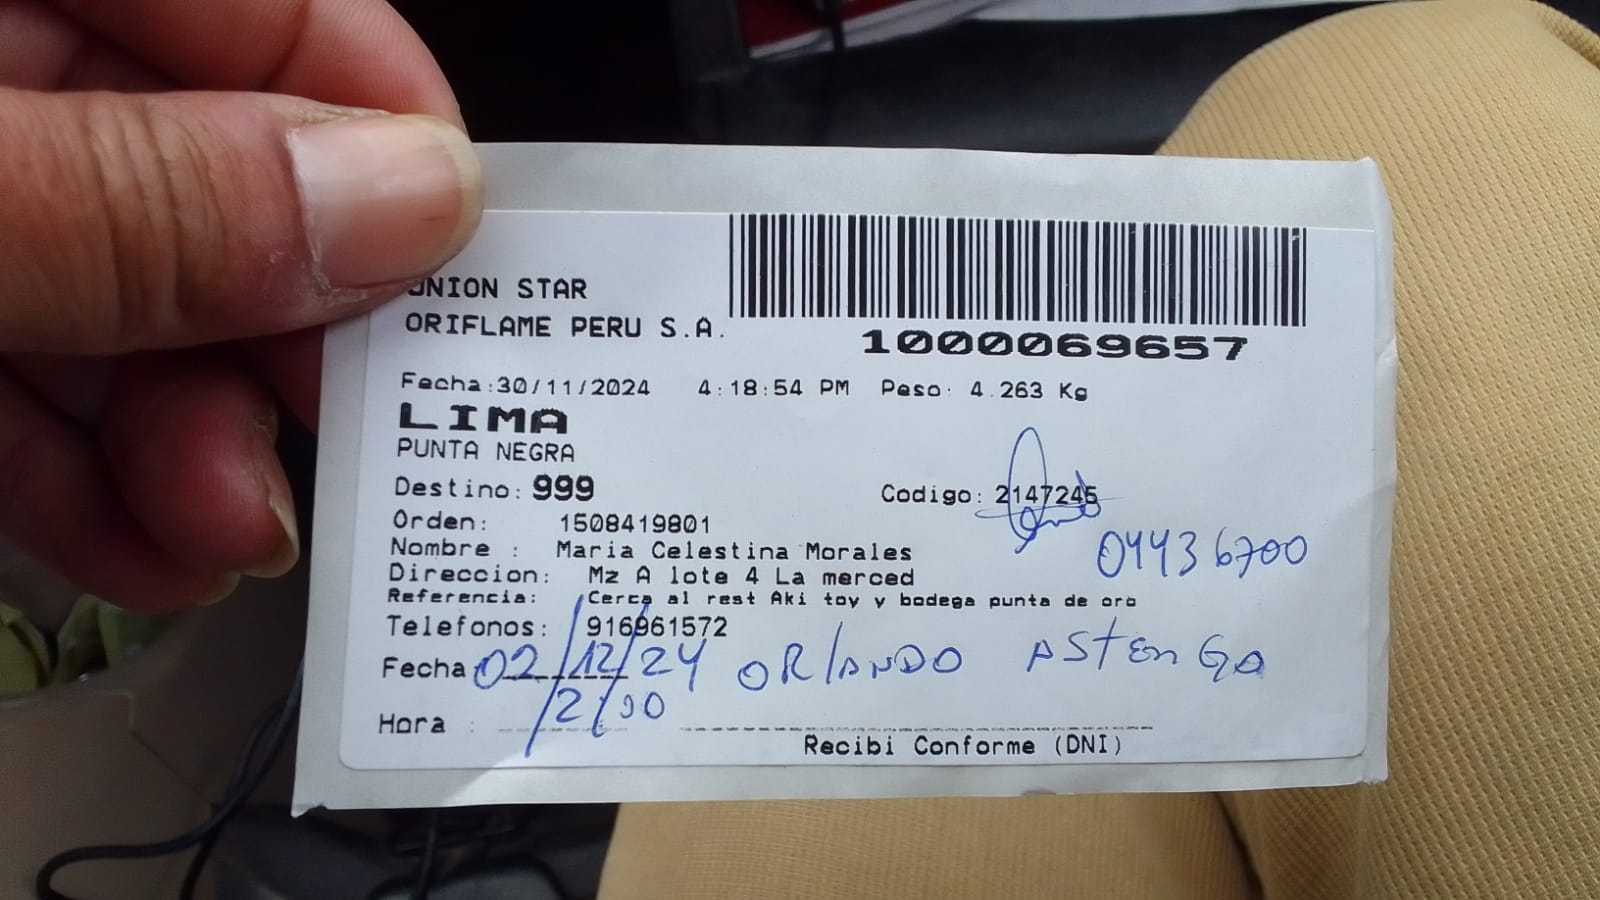 UNION STAR
ORIFLAME PERU S.A.
1000069657
Fecha:30/11/2024 4:18:54 PM Peso: 4.263 Kg
LIMA
PUNTA NEGRA
Destino: 999
Codigo: 2147245
Orden: 1508419801
04436700
Nombre : Maria Celestina Morales
Direccion: Mz A lote 4 La merced
Referencia: Cerca al rest Aki toy y bodega punta de oro
Telefonos: 916961572
Fecha 02/12/24 ORlANDO ASTENGO
Hora : 12:00
Recibi Conforme (DNI)